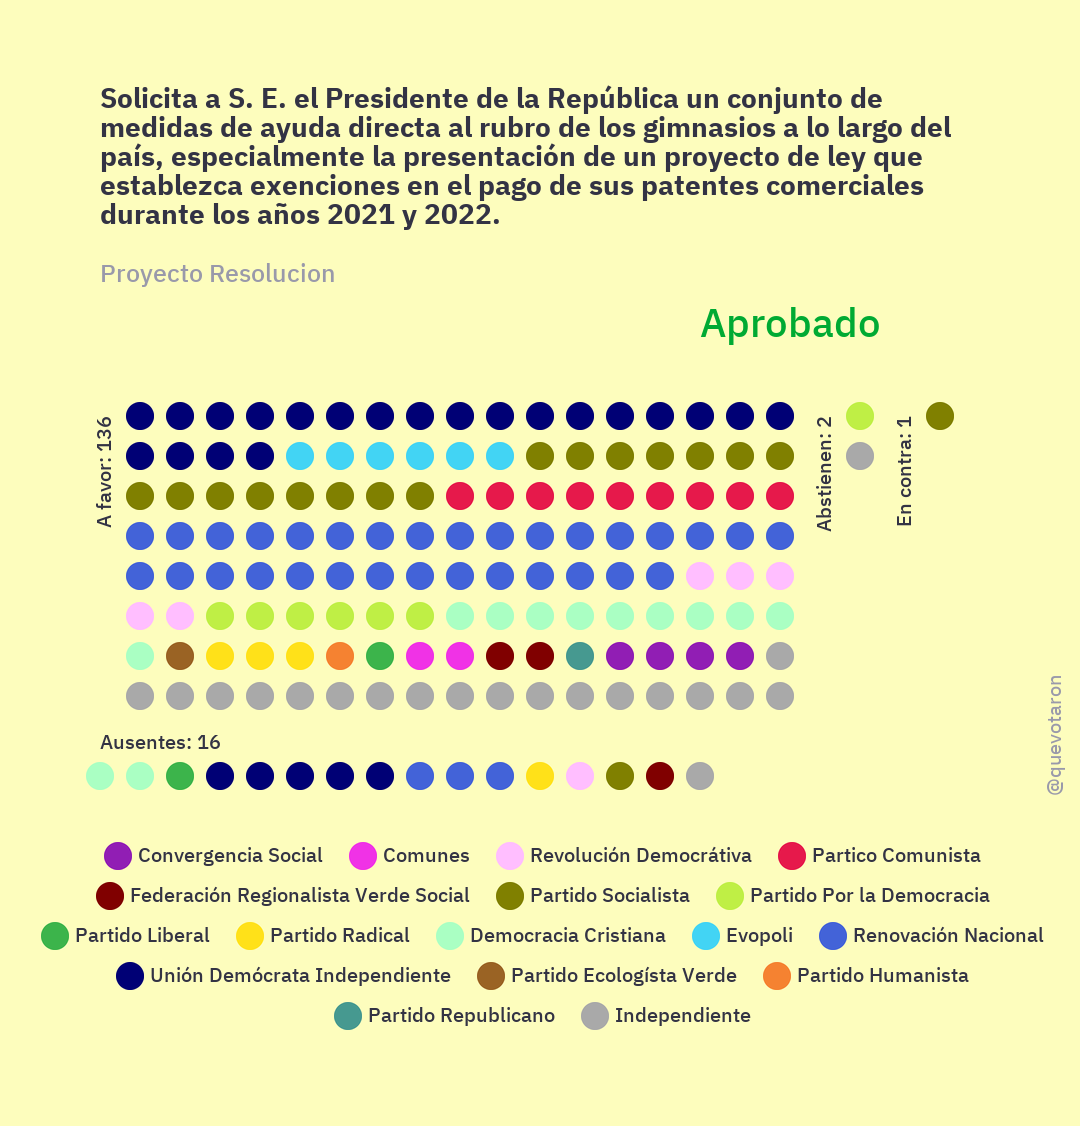 Solicita a S. E. el Presidente de la República un conjunto de
medidas de ayuda directa al rubro de los gimnasios a lo largo del
país, especialmente la presentación de un proyecto de ley que
establezca exenciones en el pago de sus patentes comerciales
durante los años 2021 y 2022.
Proyecto Resolucion
Aprobado
A favor: 136
Abstienen: 2
En contra: 1
Ausentes: 16
@quevotaron
Convergencia Social
Comunes
Revolución Democrátiva
Partico Comunista
Federación Regionalista Verde Social
Partido Socialista
Partido Por la Democracia
Partido Liberal
Partido Radical
Democracia Cristiana
Evopoli
Renovación Nacional
Unión Demócrata Independiente
Partido Ecologísta Verde
Partido Humanista
Partido Republicano
Independiente